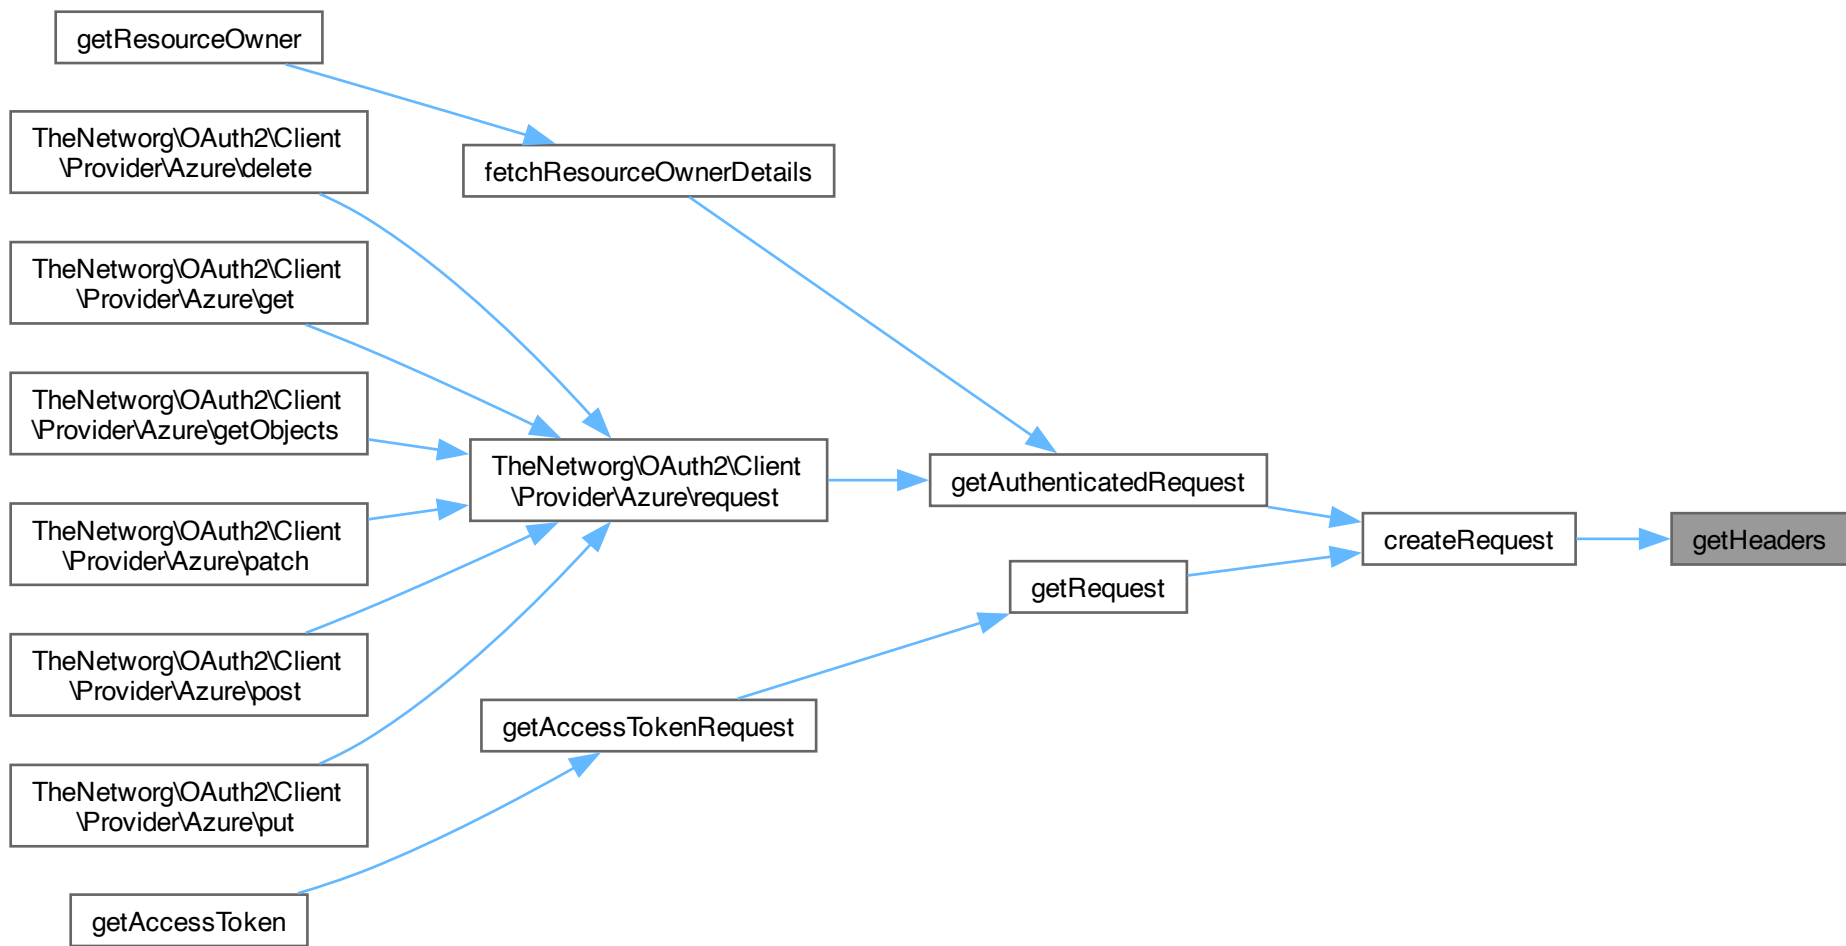 getResourceOwner
TheNetworg\OAuth2\Client
\Provider\Azure\delete
fetchResourceOwnerDetails
TheNetworg\OAuth2\Client
\Provider\Azure\get
TheNetworg\OAuth2\Client
\Provider\Azure\getObjects
TheNetworg\OAuth2\Client
\Provider\Azure\request
getAuthenticatedRequest
createRequest
getHeaders
TheNetworg\OAuth2\Client
\Provider\Azure\patch
getRequest
TheNetworg\OAuth2\Client
\Provider\Azure\post
getAccessTokenRequest
TheNetworg\OAuth2\Client
\Provider\Azure\put
getAccessToken